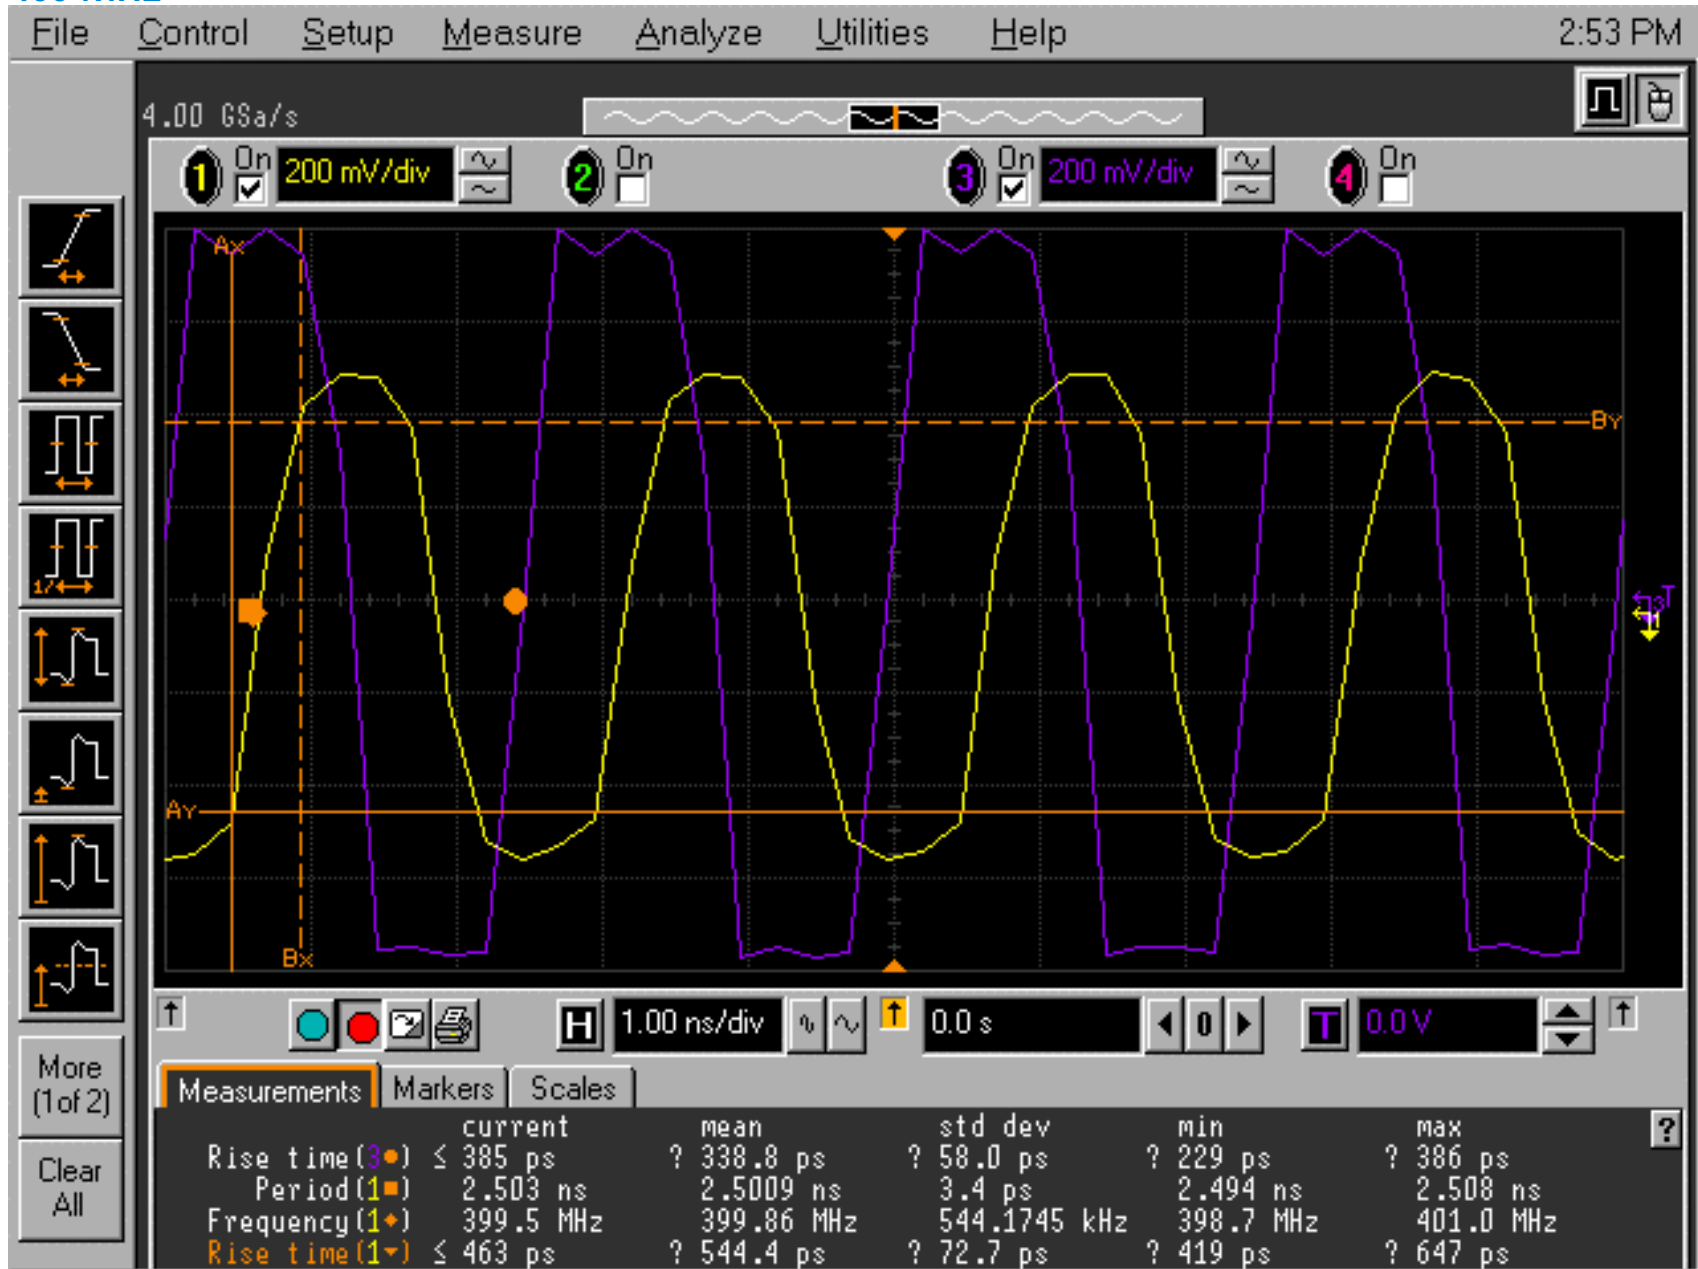 File Control Setup Measure Analyze Utilities Help 2:53 PM
4.00 GSa/s
1 On 200 mV/div 2 On 3 On 200 mV/div 4 On
Ax
By
1/
3T
1
Ay
Bx
H 1.00 ns/div 0.0 s 0 T 0.0 V
More
(1 of 2)
Clear
All
Measurements Markers Scales
current mean std dev min max ?
Rise time(3●) ≤ 385 ps ? 338.8 ps ? 58.0 ps ? 229 ps ? 386 ps
Period(1■) 2.503 ns 2.5009 ns 3.4 ps 2.494 ns 2.508 ns
Frequency(1◆) 399.5 MHz 399.86 MHz 544.1745 kHz 398.7 MHz 401.0 MHz
Rise time(1▼) ≤ 463 ps ? 544.4 ps ? 72.7 ps ? 419 ps ? 647 ps